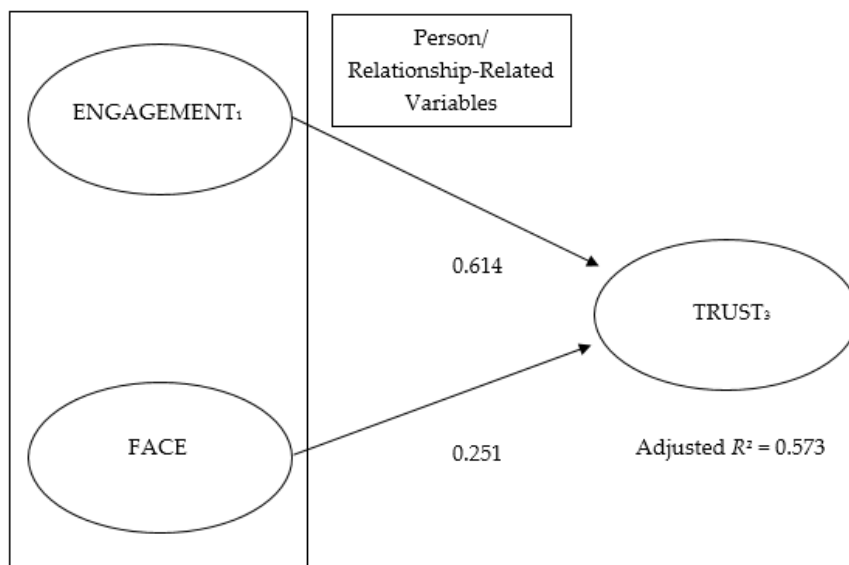 Person/
Relationship-Related
Variables
ENGAGEMENT₁
0.614
TRUST₃
FACE
0.251
Adjusted R² = 0.573